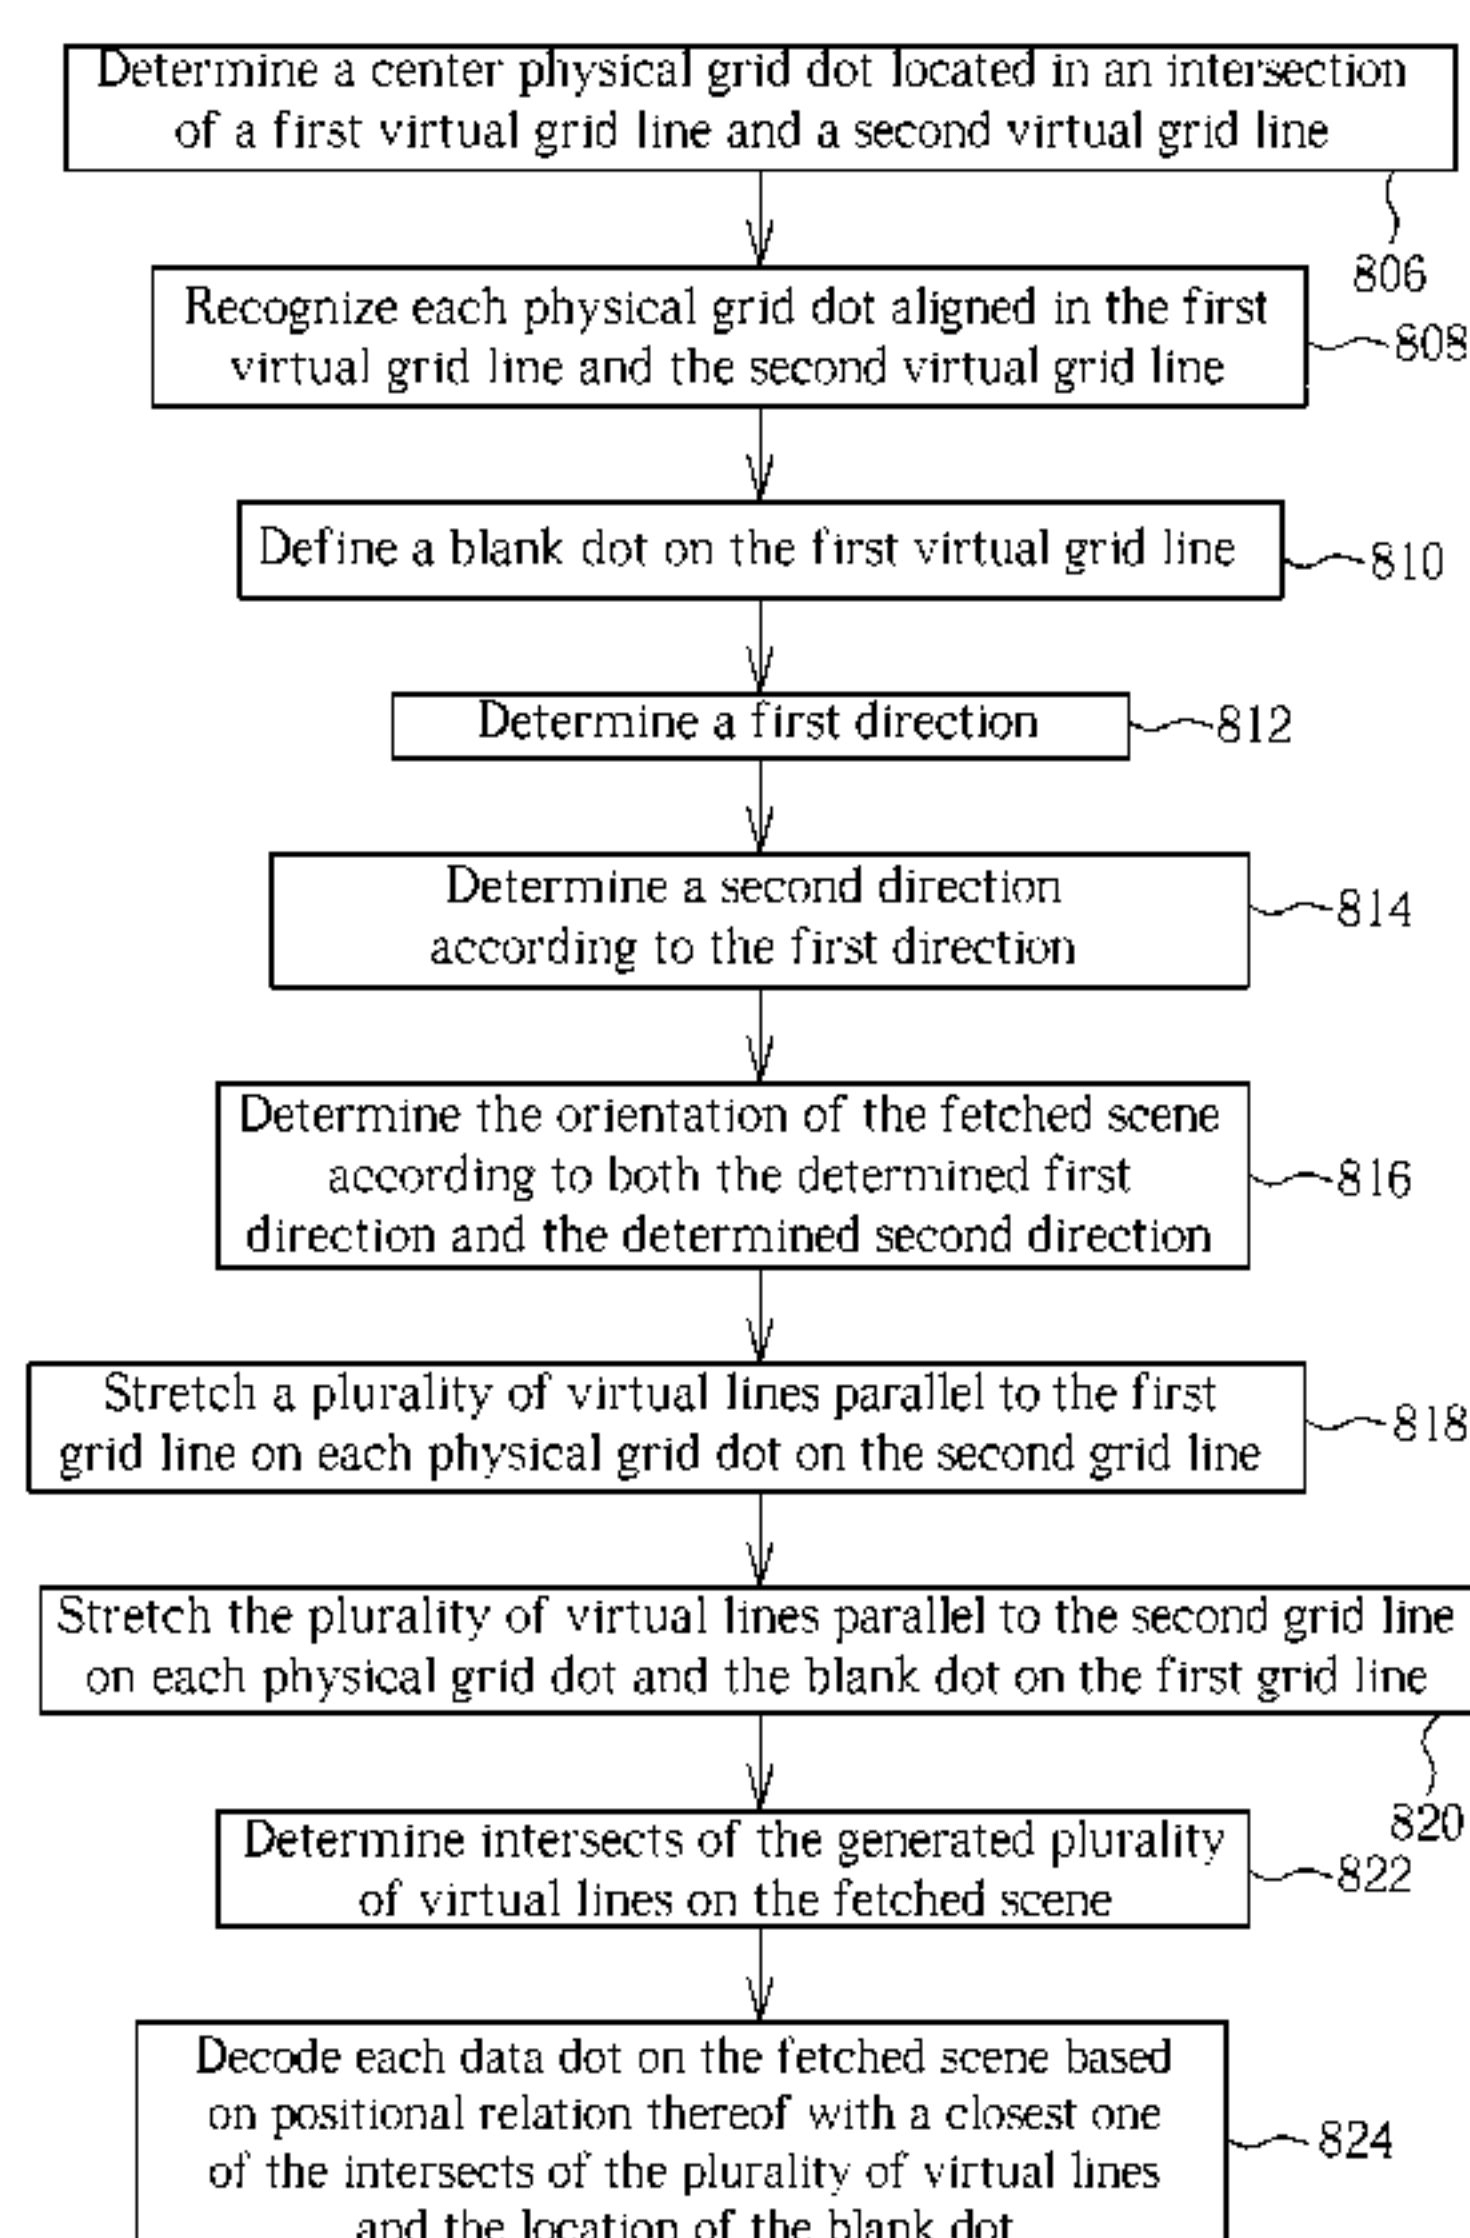 Determine a center physical grid dot located in an intersection
of a first virtual grid line and a second virtual grid line
806
Recognize each physical grid dot aligned in the first
virtual grid line and the second virtual grid line
808
Define a blank dot on the first virtual grid line
810
Determine a first direction
812
Determine a second direction
according to the first direction
814
Determine the orientation of the fetched scene
according to both the determined first
direction and the determined second direction
816
Stretch a plurality of virtual lines parallel to the first
grid line on each physical grid dot on the second grid line
818
Stretch the plurality of virtual lines parallel to the second grid line
on each physical grid dot and the blank dot on the first grid line
820
Determine intersects of the generated plurality
of virtual lines on the fetched scene
822
Decode each data dot on the fetched scene based
on positional relation thereof with a closest one
of the intersects of the plurality of virtual lines
and the location of the blank dot
824